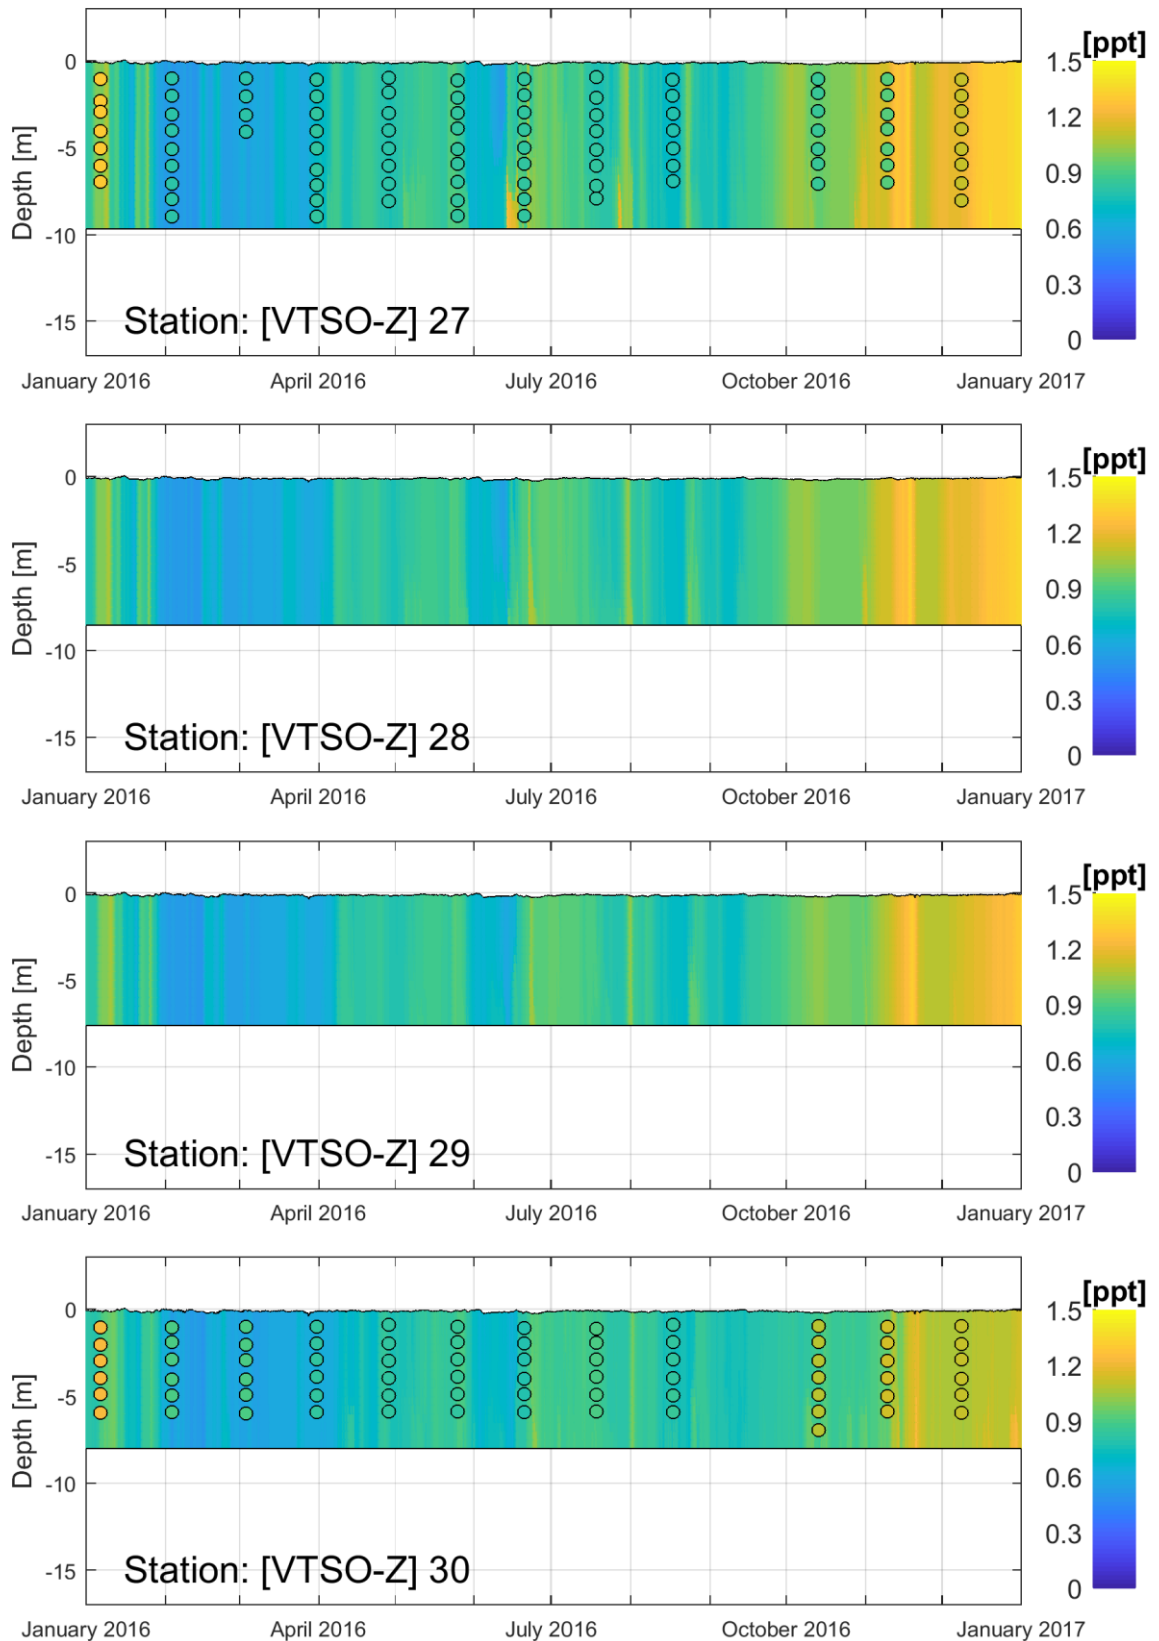 [ppt]
0
-5
-10
-15
Depth [m]
Station: [VTSO-Z] 27
1.5
1.2
0.9
0.6
0.3
0
January 2016 April 2016 July 2016 October 2016 January 2017
[ppt]
0
-5
-10
-15
Depth [m]
Station: [VTSO-Z] 28
1.5
1.2
0.9
0.6
0.3
0
January 2016 April 2016 July 2016 October 2016 January 2017
[ppt]
0
-5
-10
-15
Depth [m]
Station: [VTSO-Z] 29
1.5
1.2
0.9
0.6
0.3
0
January 2016 April 2016 July 2016 October 2016 January 2017
[ppt]
0
-5
-10
-15
Depth [m]
Station: [VTSO-Z] 30
1.5
1.2
0.9
0.6
0.3
0
January 2016 April 2016 July 2016 October 2016 January 2017